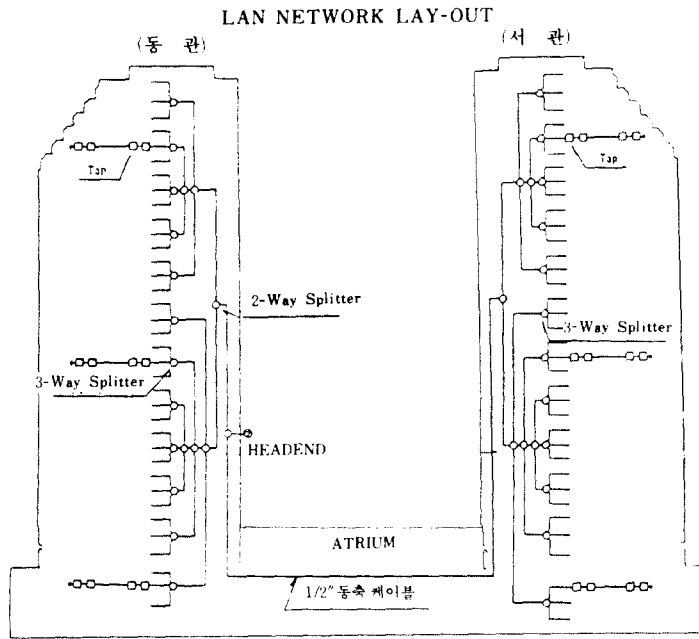 LAN NETWORK LAY-OUT
(동 관)
(서 관)
Tap
Tap
2-Way Splitter
3-Way Splitter
3-Way Splitter
HEADEND
ATRIUM
1/2" 동축 케이블